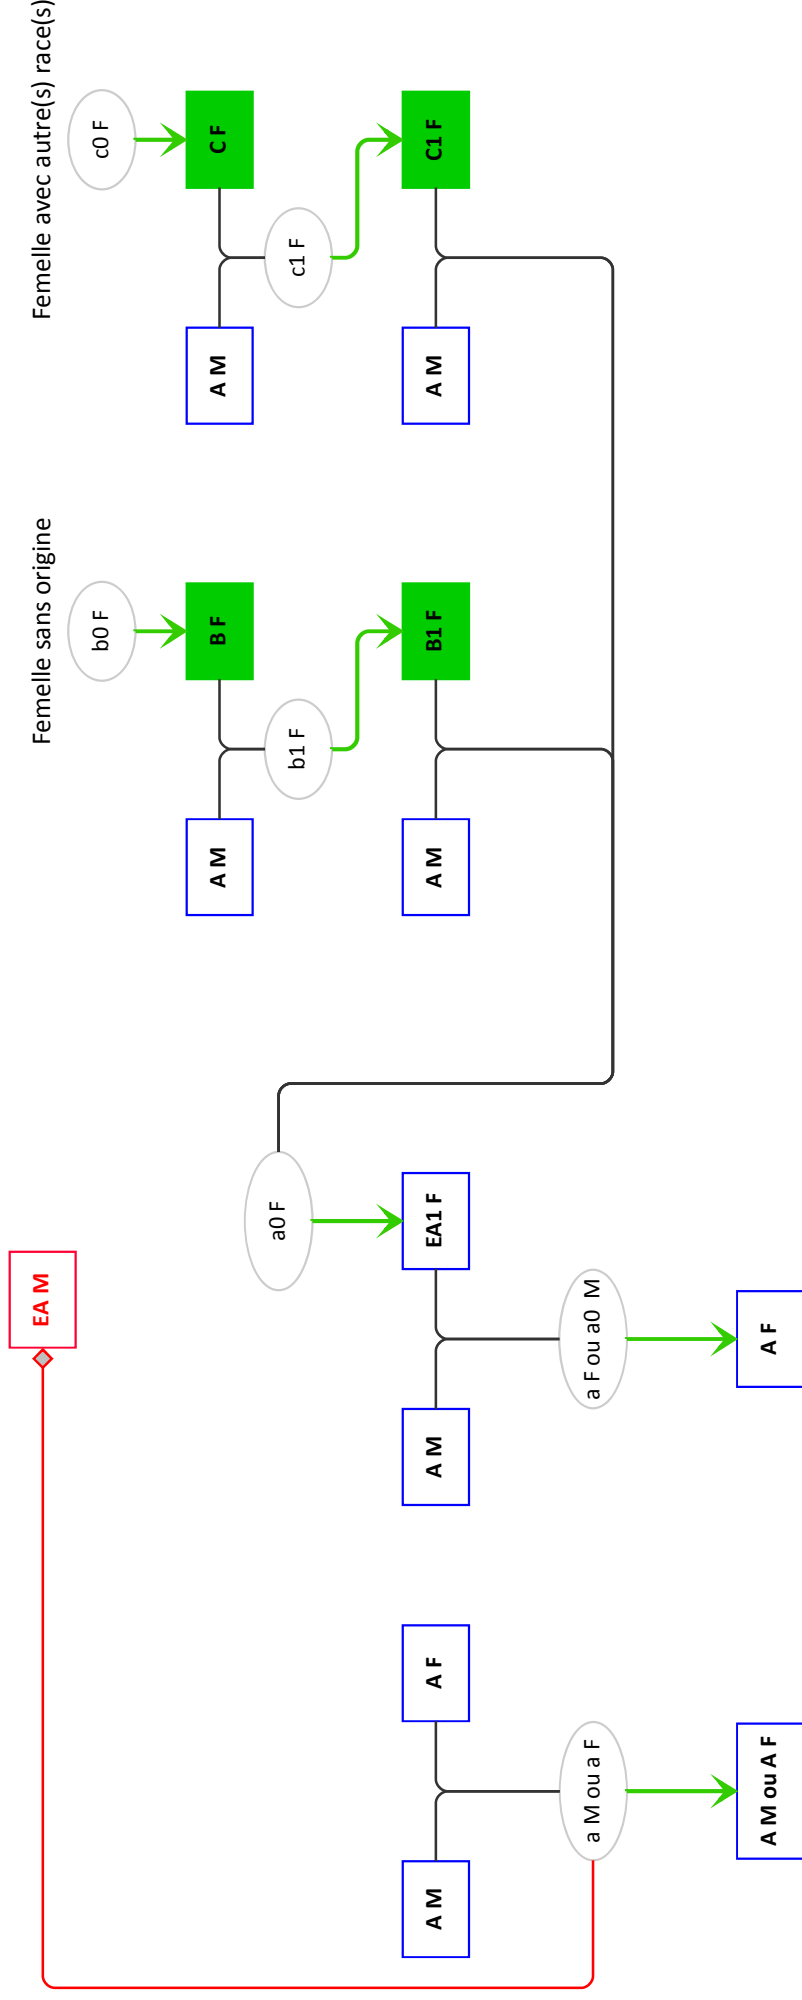 EA M
Femelle sans origine
Femelle avec autre(s) race(s)
b0 F
c0 F
A M
B F
A M
C F
a0 F
b1 F
c1 F
A M
A F
A M
EA1 F
A M
B1 F
A M
C1 F
a M ou a F
a F ou a0 M
A M ou A F
A F